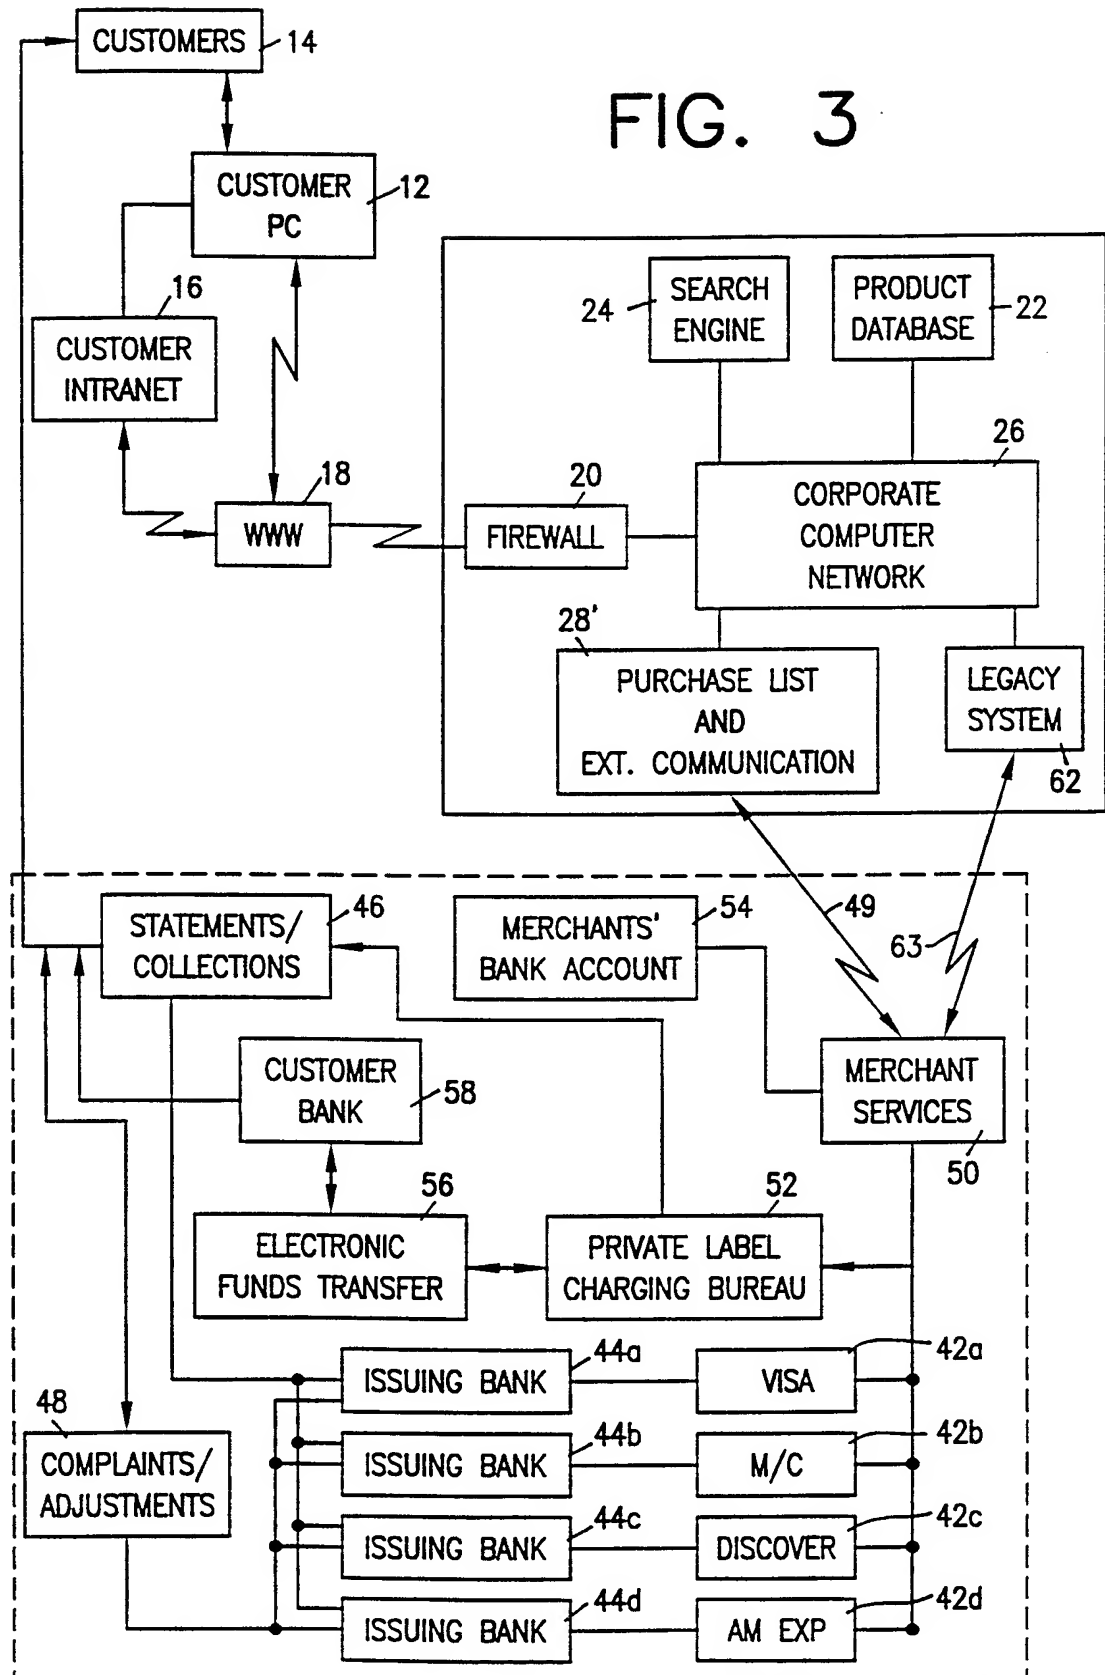 CUSTOMERS
14
FIG. 3
CUSTOMER
PC
12
16
CUSTOMER
INTRANET
18
WWW
24
SEARCH
ENGINE
PRODUCT
DATABASE
22
20
FIREWALL
26
CORPORATE
COMPUTER
NETWORK
28'
PURCHASE LIST
AND
EXT. COMMUNICATION
LEGACY
SYSTEM
62
STATEMENTS/
COLLECTIONS
46
MERCHANTS'
BANK ACCOUNT
54
49
63
CUSTOMER
BANK
58
MERCHANT
SERVICES
50
56
ELECTRONIC
FUNDS TRANSFER
52
PRIVATE LABEL
CHARGING BUREAU
ISSUING BANK
44a
VISA
42a
48
COMPLAINTS/
ADJUSTMENTS
ISSUING BANK
44b
M/C
42b
ISSUING BANK
44c
DISCOVER
42c
ISSUING BANK
44d
AM EXP
42d